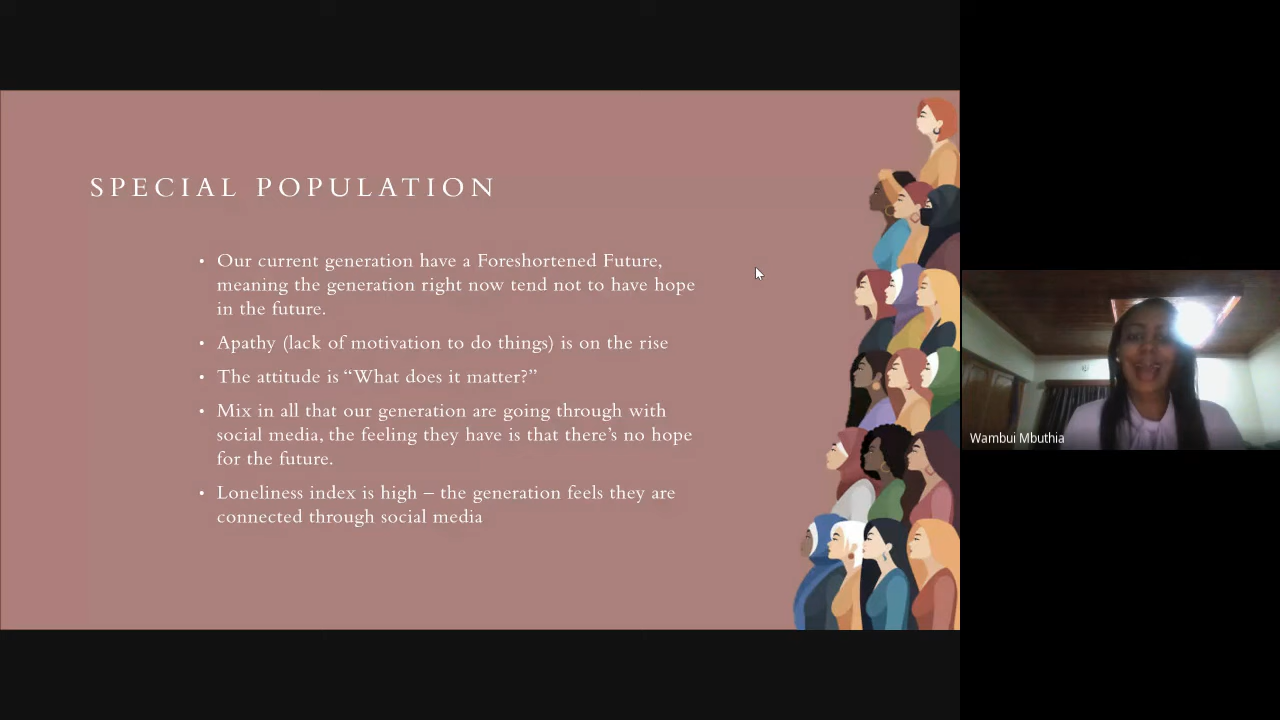 SPECIAL POPULATION
• Our current generation have a Foreshortened Future,
meaning the generation right now tend not to have hope
in the future.
• Apathy (lack of motivation to do things) is on the rise
• The attitude is “What does it matter?”
• Mix in all that our generation are going through with
social media, the feeling they have is that there’s no hope
for the future.
• Loneliness index is high – the generation feels they are
connected through social media
Wambui Mbuthia